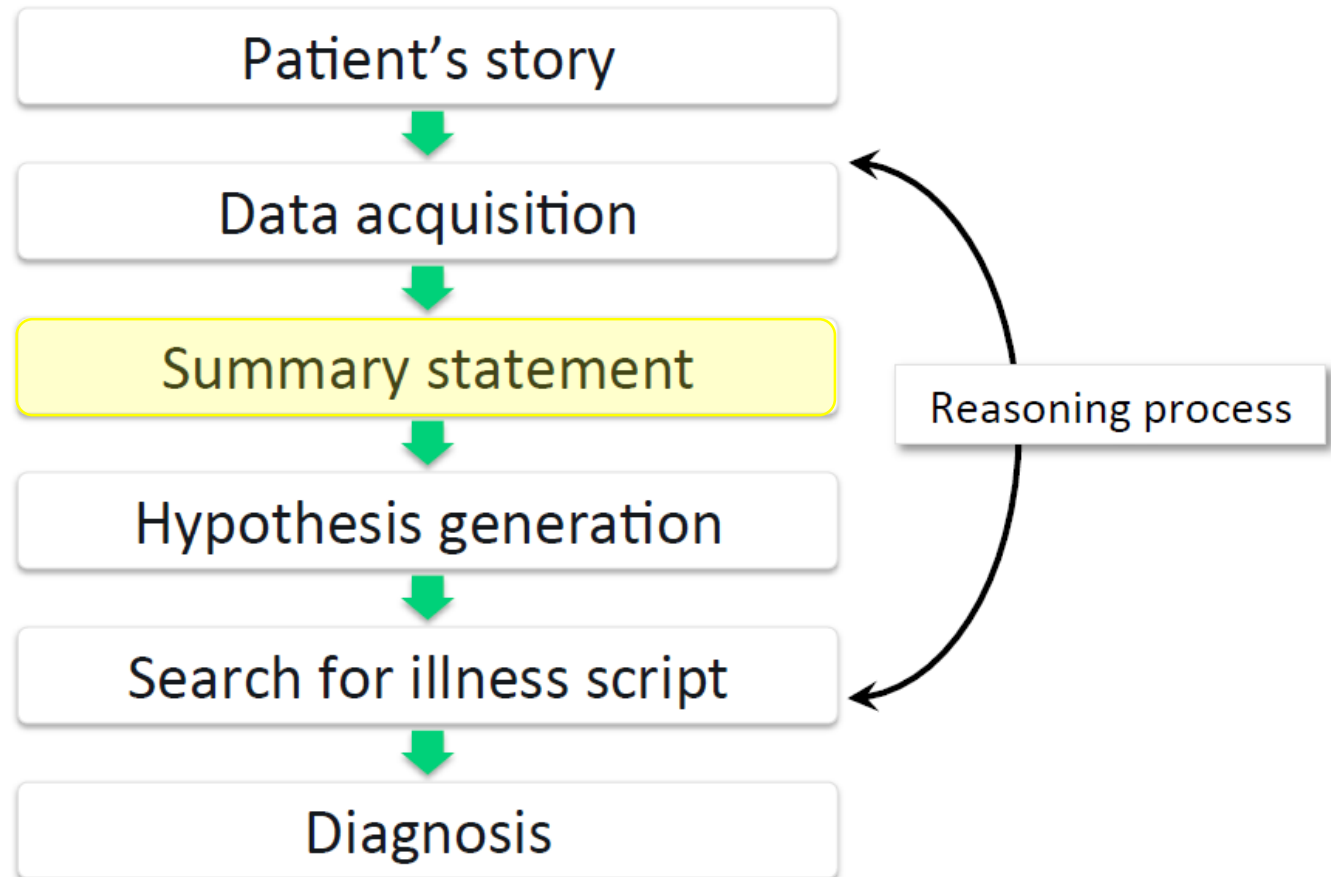 Patient’s story
Data acquisition
Summary statement
Reasoning process
Hypothesis generation
Search for illness script
Diagnosis